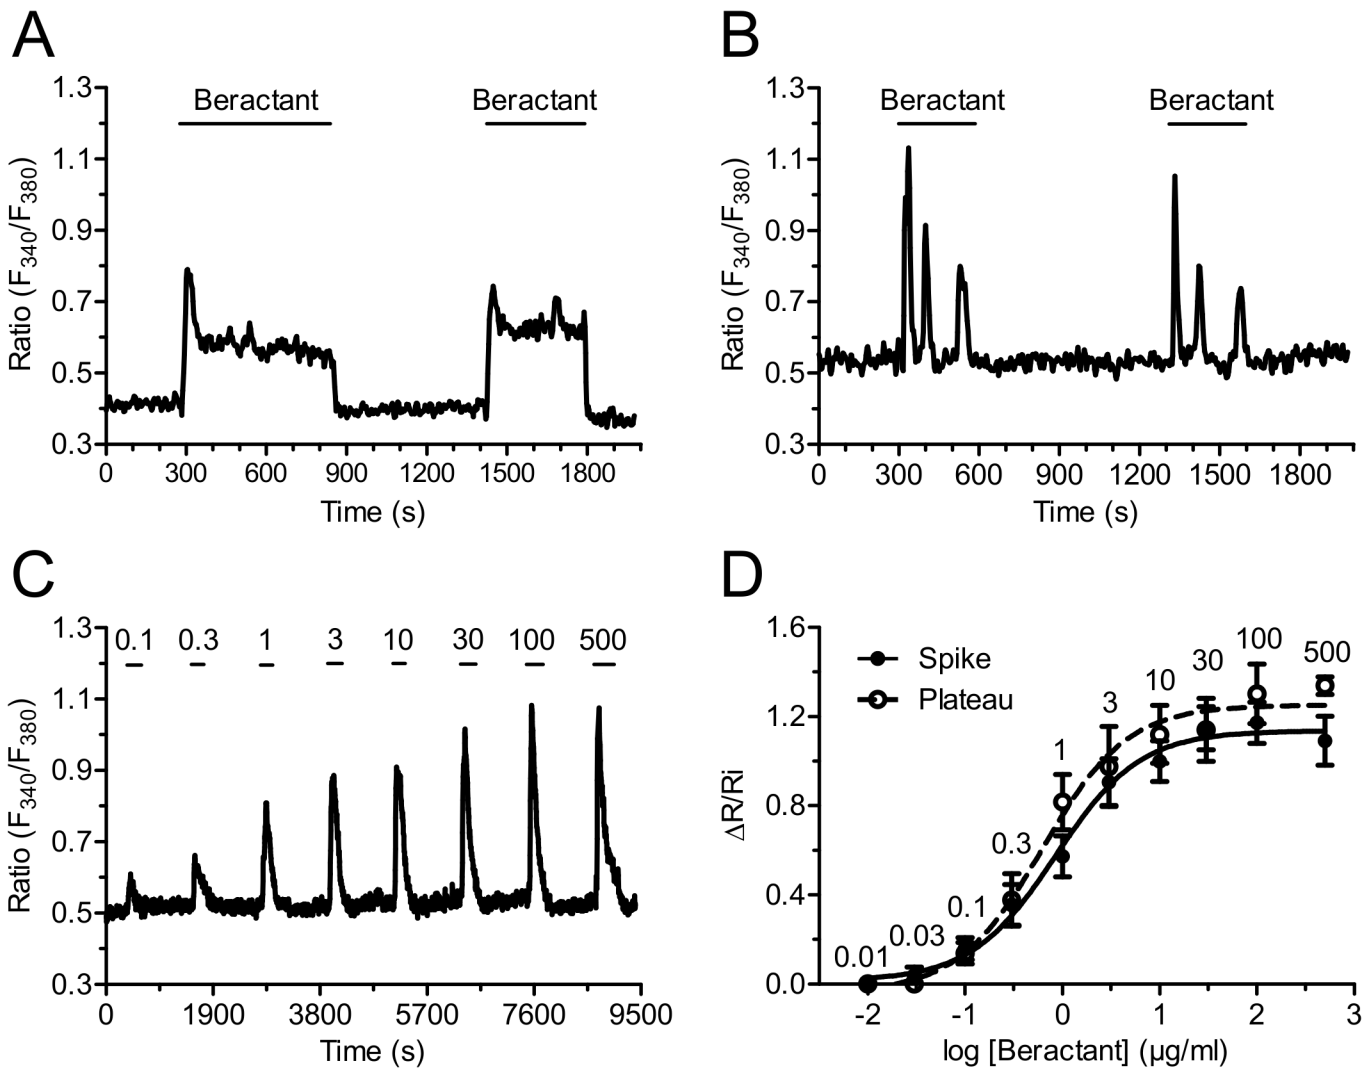 A
1.3
1.1
0.9
0.7
0.5
0.3
Ratio (F340/F380)
Beractant
Beractant
0 300 600 900 1200 1500 1800
Time (s)
B
1.3
1.1
0.9
0.7
0.5
0.3
Ratio (F340/F380)
Beractant
Beractant
0 300 600 900 1200 1500 1800
Time (s)
C
1.3
1.1
0.9
0.7
0.5
0.3
Ratio (F340/F380)
0.1 0.3 1 3 10 30 100 500
0 1900 3800 5700 7600 9500
Time (s)
D
1.6
1.2
0.8
0.4
0.0
ΔR/Ri
Spike
Plateau
0.01 0.03 0.1 0.3 1 3 10 30 100 500
-2 -1 0 1 2 3
log [Beractant] (µg/ml)